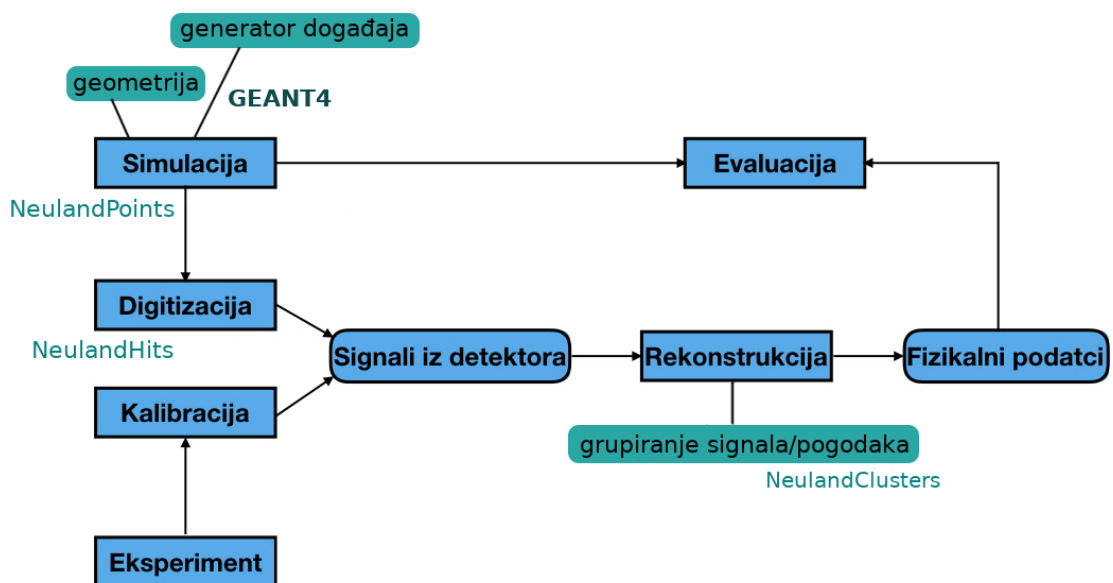 generator događaja
geometrija
GEANT4
Simulacija
Evaluacija
NeulandPoints
Digitizacija
NeulandHits
Signali iz detektora
Rekonstrukcija
Fizikalni podatci
Kalibracija
grupiranje signala/pogodaka
NeulandClusters
Eksperiment